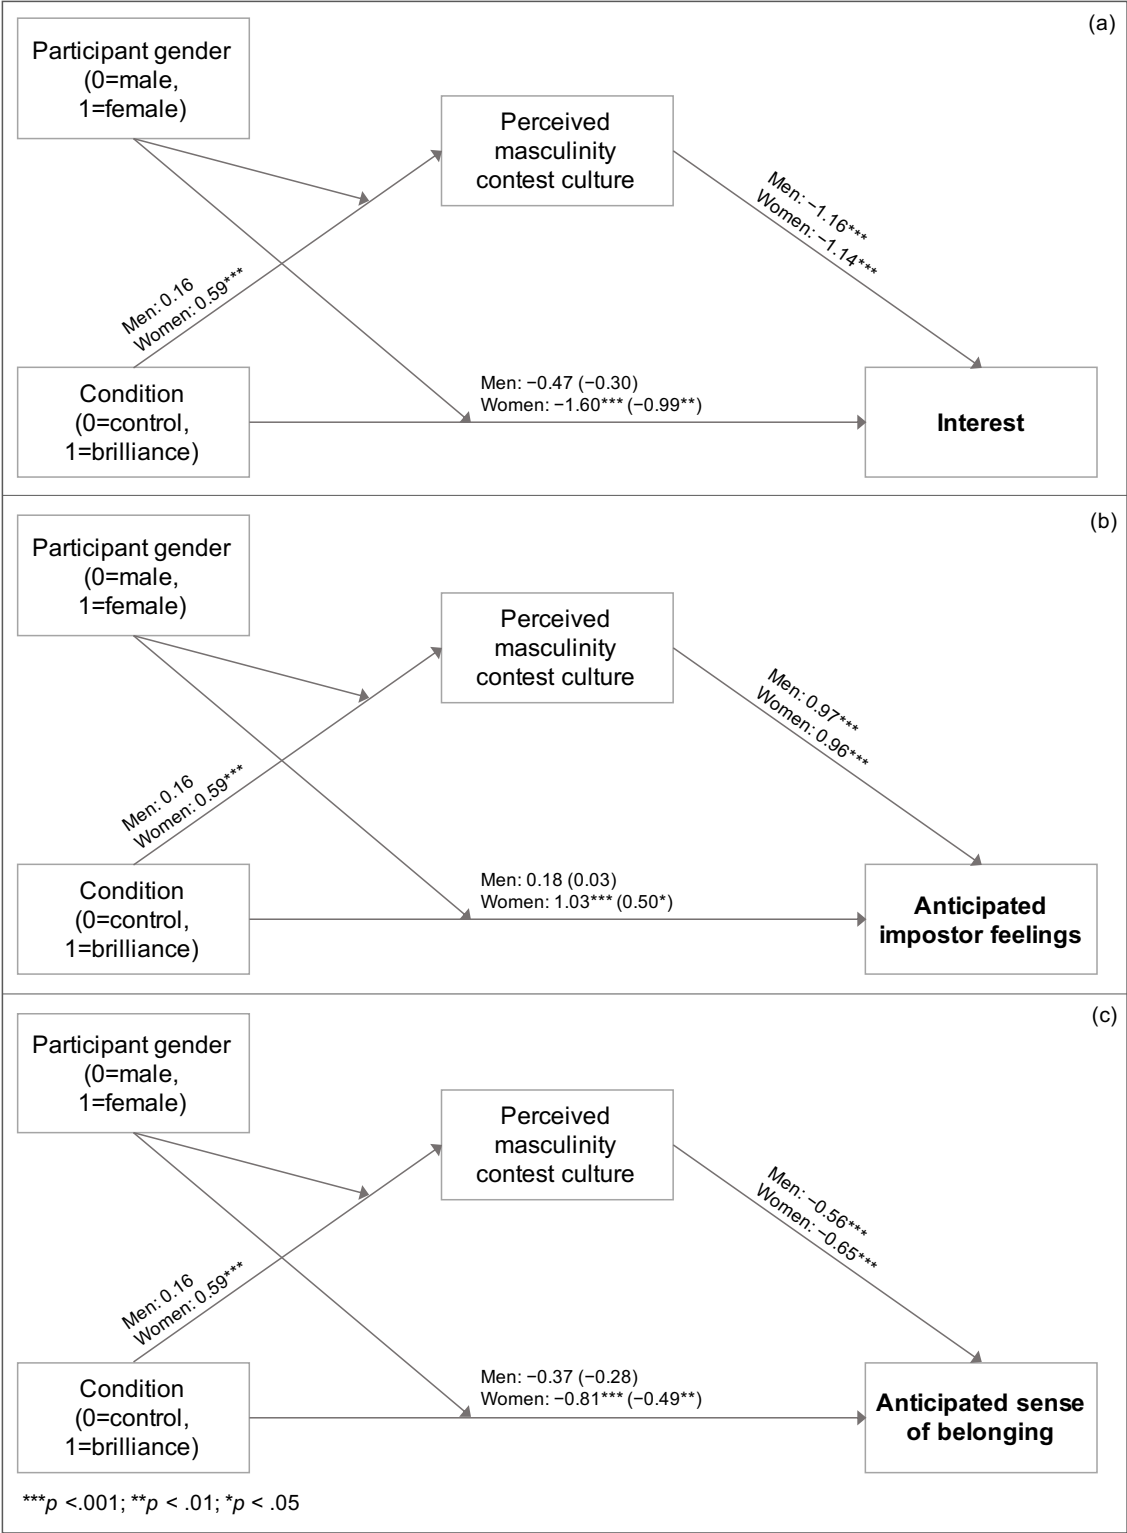 (a)
Participant gender
(0=male,
1=female)
Perceived
masculinity
contest culture
Men: −1.16***
Women: −1.14***
Men: 0.16
Women: 0.59***
Condition
(0=control,
1=brilliance)
Men: −0.47 (−0.30)
Women: −1.60*** (−0.99**)
Interest
(b)
Participant gender
(0=male,
1=female)
Perceived
masculinity
contest culture
Men: 0.97***
Women: 0.96***
Men: 0.16
Women: 0.59***
Condition
(0=control,
1=brilliance)
Men: 0.18 (0.03)
Women: 1.03*** (0.50*)
Anticipated
impostor feelings
(c)
Participant gender
(0=male,
1=female)
Perceived
masculinity
contest culture
Men: −0.56***
Women: −0.65***
Men: 0.16
Women: 0.59***
Condition
(0=control,
1=brilliance)
Men: −0.37 (−0.28)
Women: −0.81*** (−0.49**)
Anticipated sense
of belonging
***p <.001; **p < .01; *p < .05